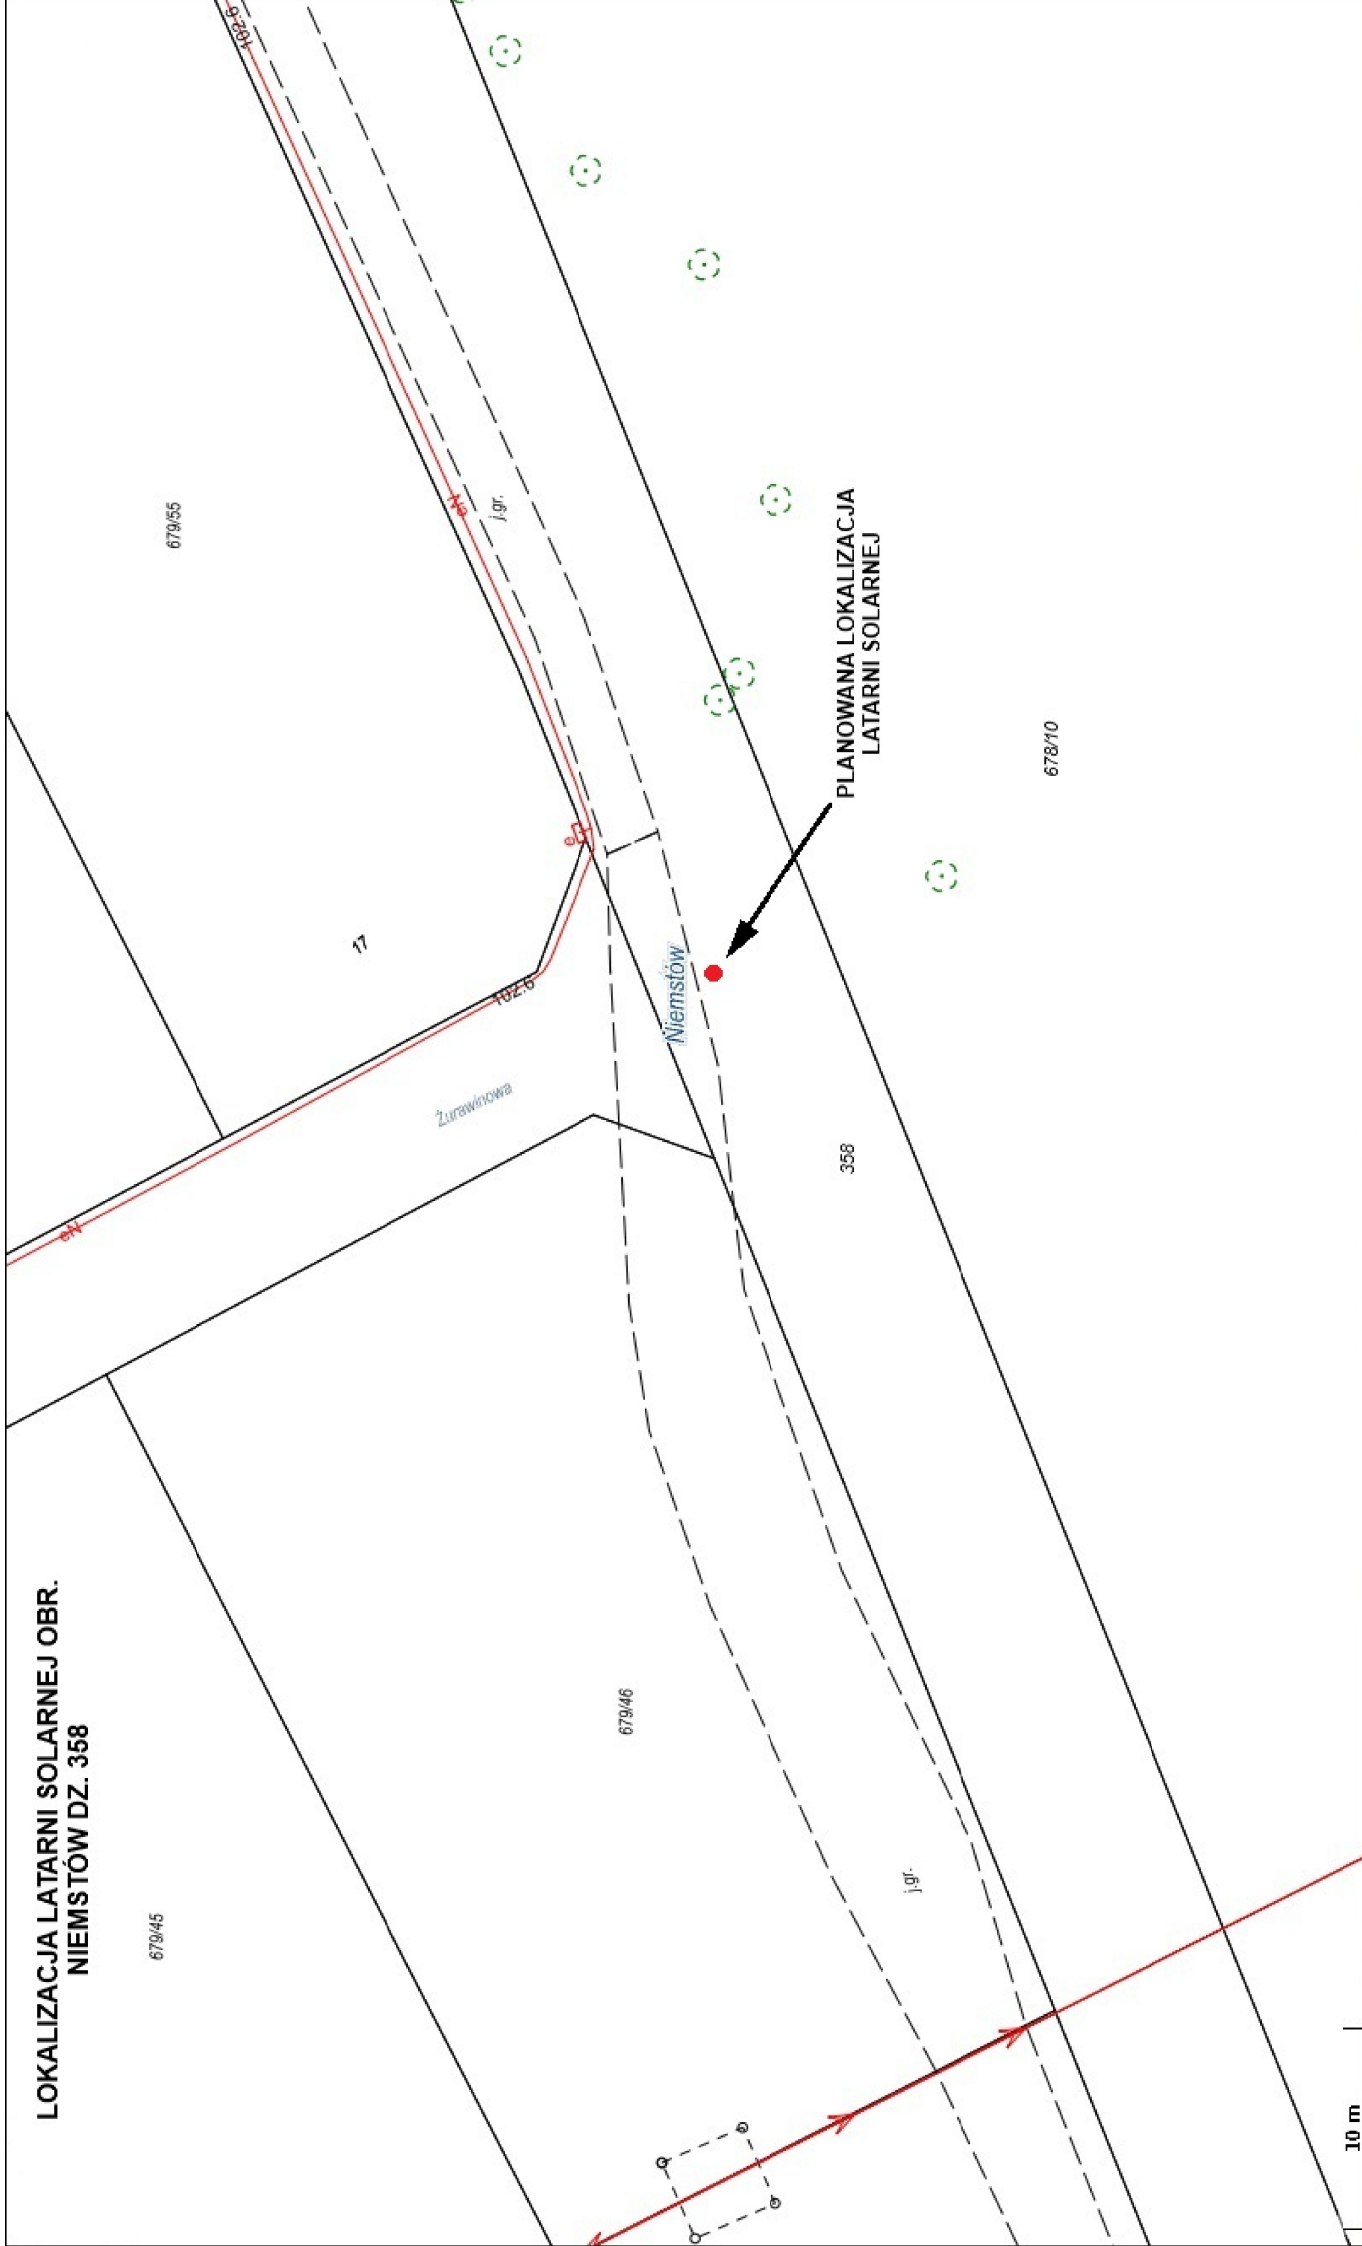 LOKALIZACJA LATARNI SOLARNEJ OBR.
NIEMSTÓW DZ. 358
679/45
679/46
j.gr.
eN
Żurawinowa
102.6
17
679/55
e
eN
j.gr.
102.6
Niemstów
358
PLANOWANA LOKALIZACJA
LATARNI SOLARNEJ
678/10
10 m